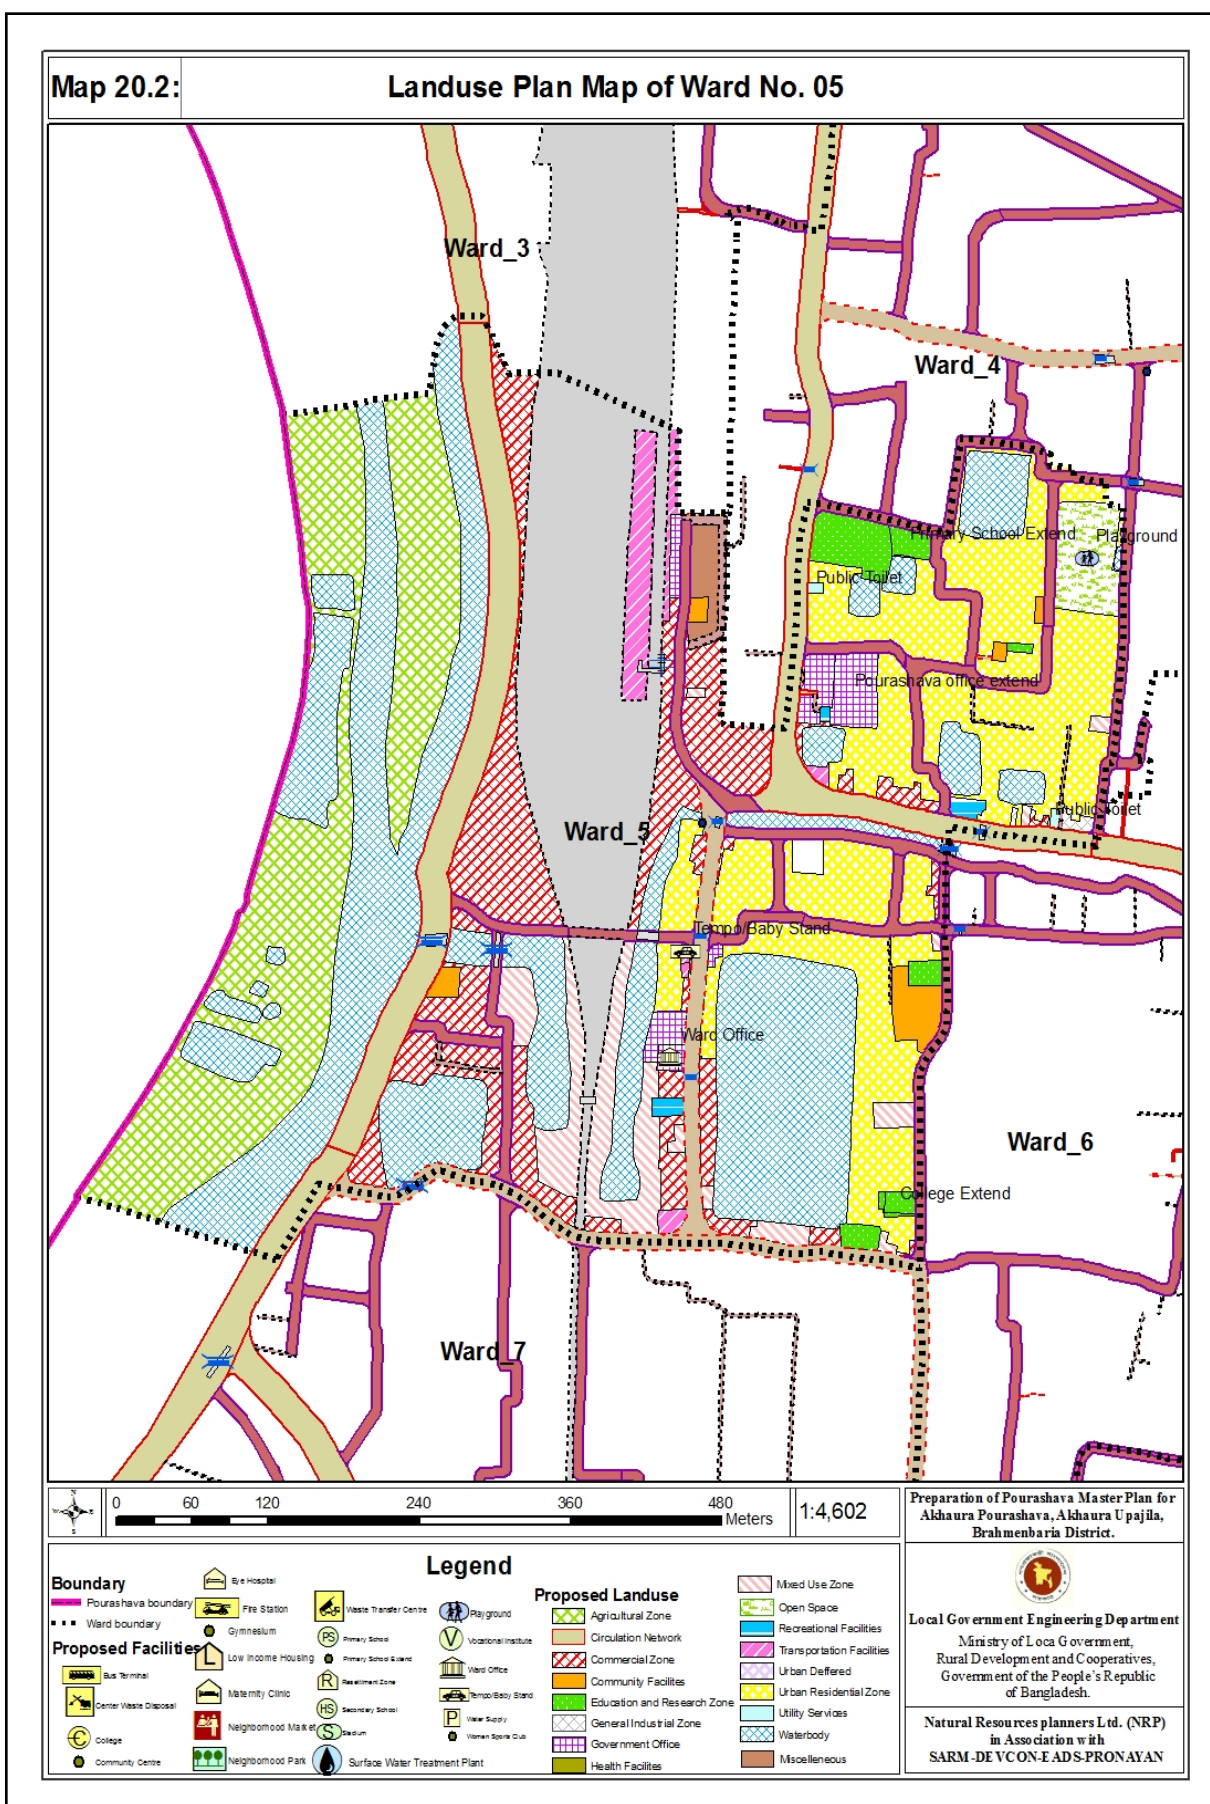 Map 20.2:
Landuse Plan Map of Ward No. 05
Ward_3
Ward_4
Primary School Extend
Playground
Public Toilet
Pourashava office extend
Public Toilet
Ward_5
Tempo/Baby Stand
Ward Office
Ward_6
College Extend
Ward_7
N
W
E
S
0 60 120 240 360 480
Meters
1:4,602
Legend
Boundary
Pourashava boundary
Ward boundary
Proposed Facilities
Bus Terminal
Center Waste Disposal
College
Community Centre
Eye Hospital
Fire Station
Gymnesium
L
Low Income Housing
Maternity Clinic
Neighborhood Market
Neighborhood Park
Waste Transfer Centre
PS
Primary School
Primary School Extend
R
Resettlment Zone
HS
Secondary School
S
Stadium
Surface Water Treatment Plant
Playground
V
Vocational Institute
Ward Office
Tempo/Baby Stand
P
Water Supply
Women Sports Club
Proposed Landuse
Agricultural Zone
Circulation Network
Commercial Zone
Community Facilites
Education and Research Zone
General Industrial Zone
Government Office
Health Facilites
Mixed Use Zone
Open Space
Recreational Facilities
Transportation Facilities
Urban Deffered
Urban Residential Zone
Utility Services
Waterbody
Miscelleneous
Preparation of Pourashava Master Plan for
Akhaura Pourashava, Akhaura Upajila,
Brahmenbaria District.
Local Government Engineering Department
Ministry of Loca Government,
Rural Development and Cooperatives,
Government of the People's Republic
of Bangladesh.
Natural Resources planners Ltd. (NRP)
in Association with
SARM-DEVCON-EADS-PRONAYAN